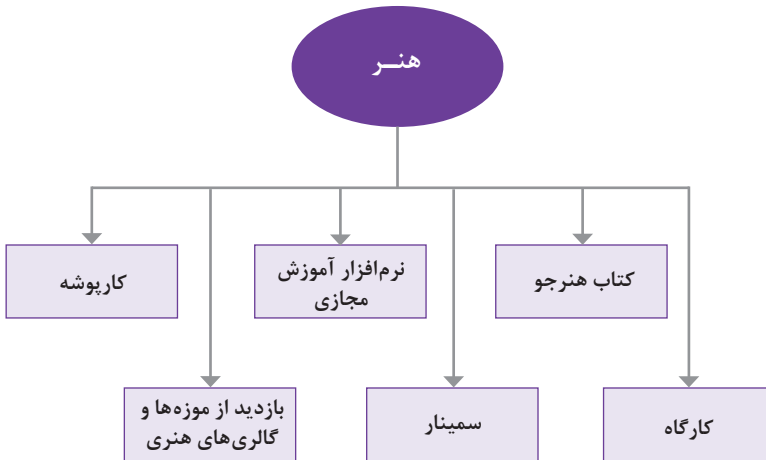 هنــر
کتاب هنرجو
نرم‌افزار آموزش
مجازی
کارپوشه
کارگاه
سمینار
بازدید از موزه‌ها و
گالری‌های هنری